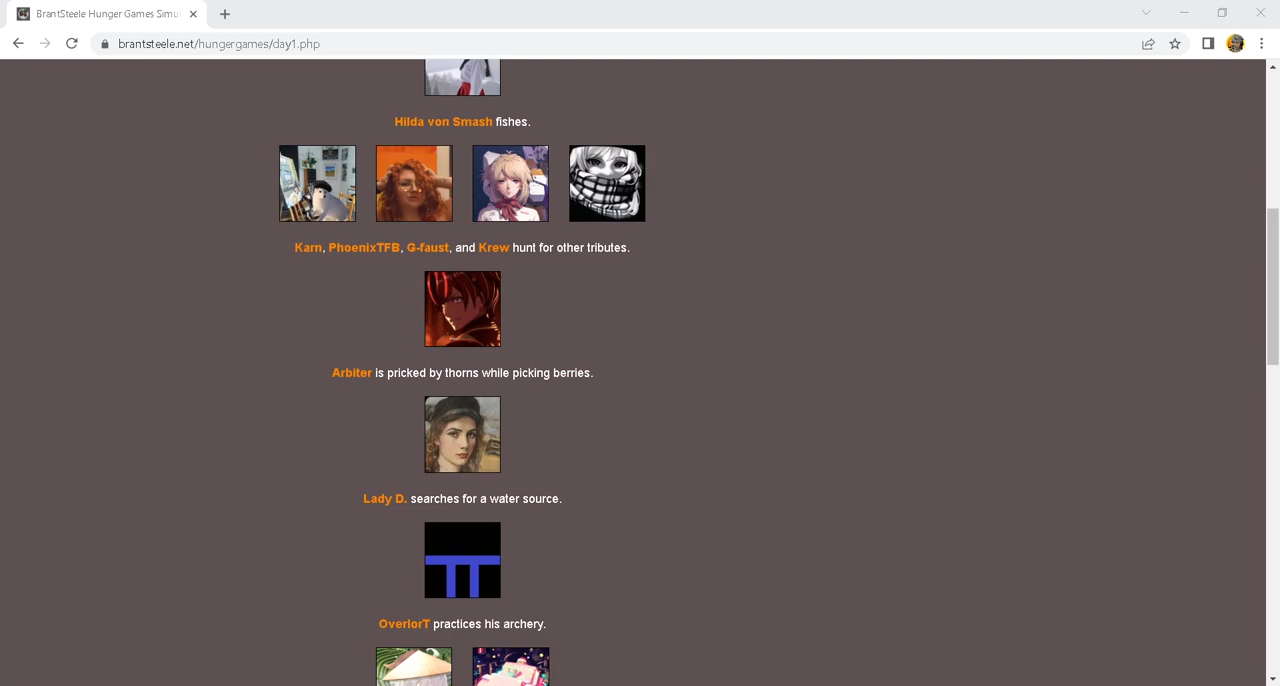 BrantSteele Hunger Games Simu
brantsteele.net/hungergames/day1.php
Hilda von Smash fishes.
Karn, PhoenixTFB, G-faust, and Krew hunt for other tributes.
Arbiter is pricked by thorns while picking berries.
Lady D. searches for a water source.
OverlorT practices his archery.